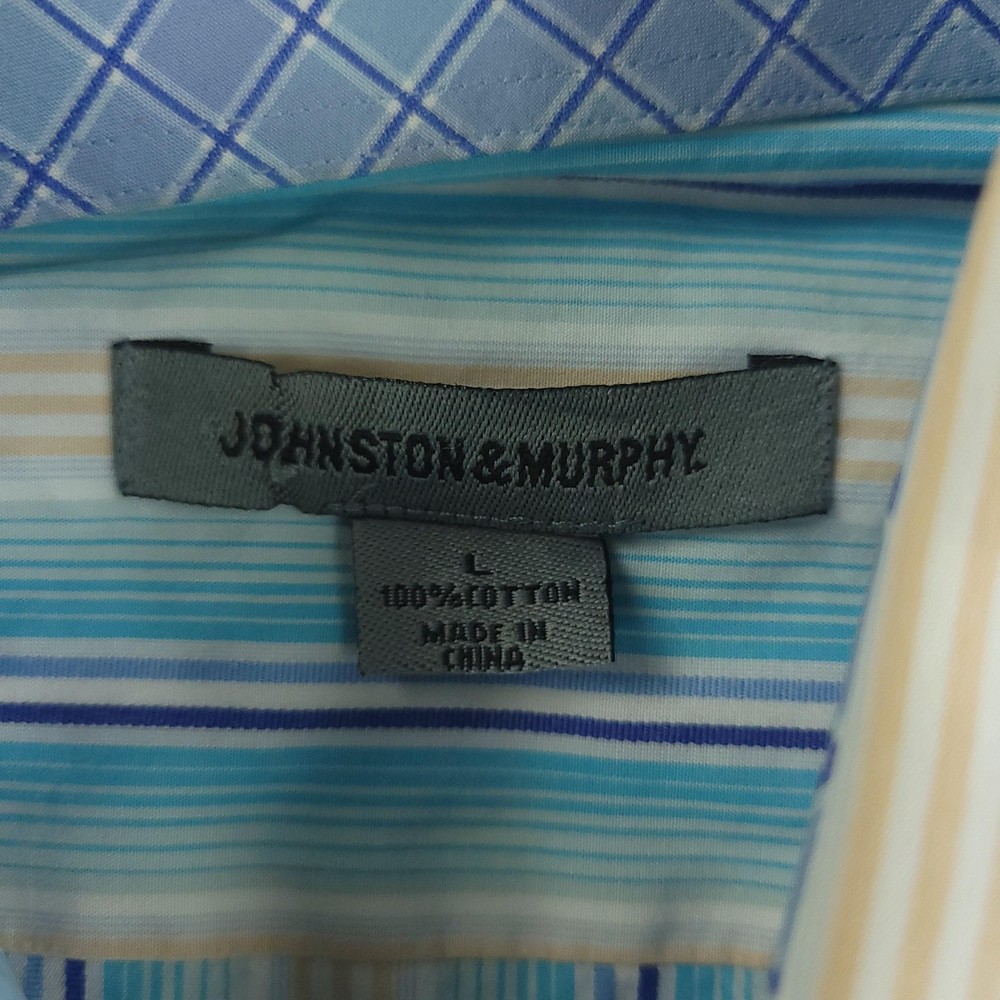 JOHNSTON & MURPHY.
L
100% COTTON
MADE IN
CHINA